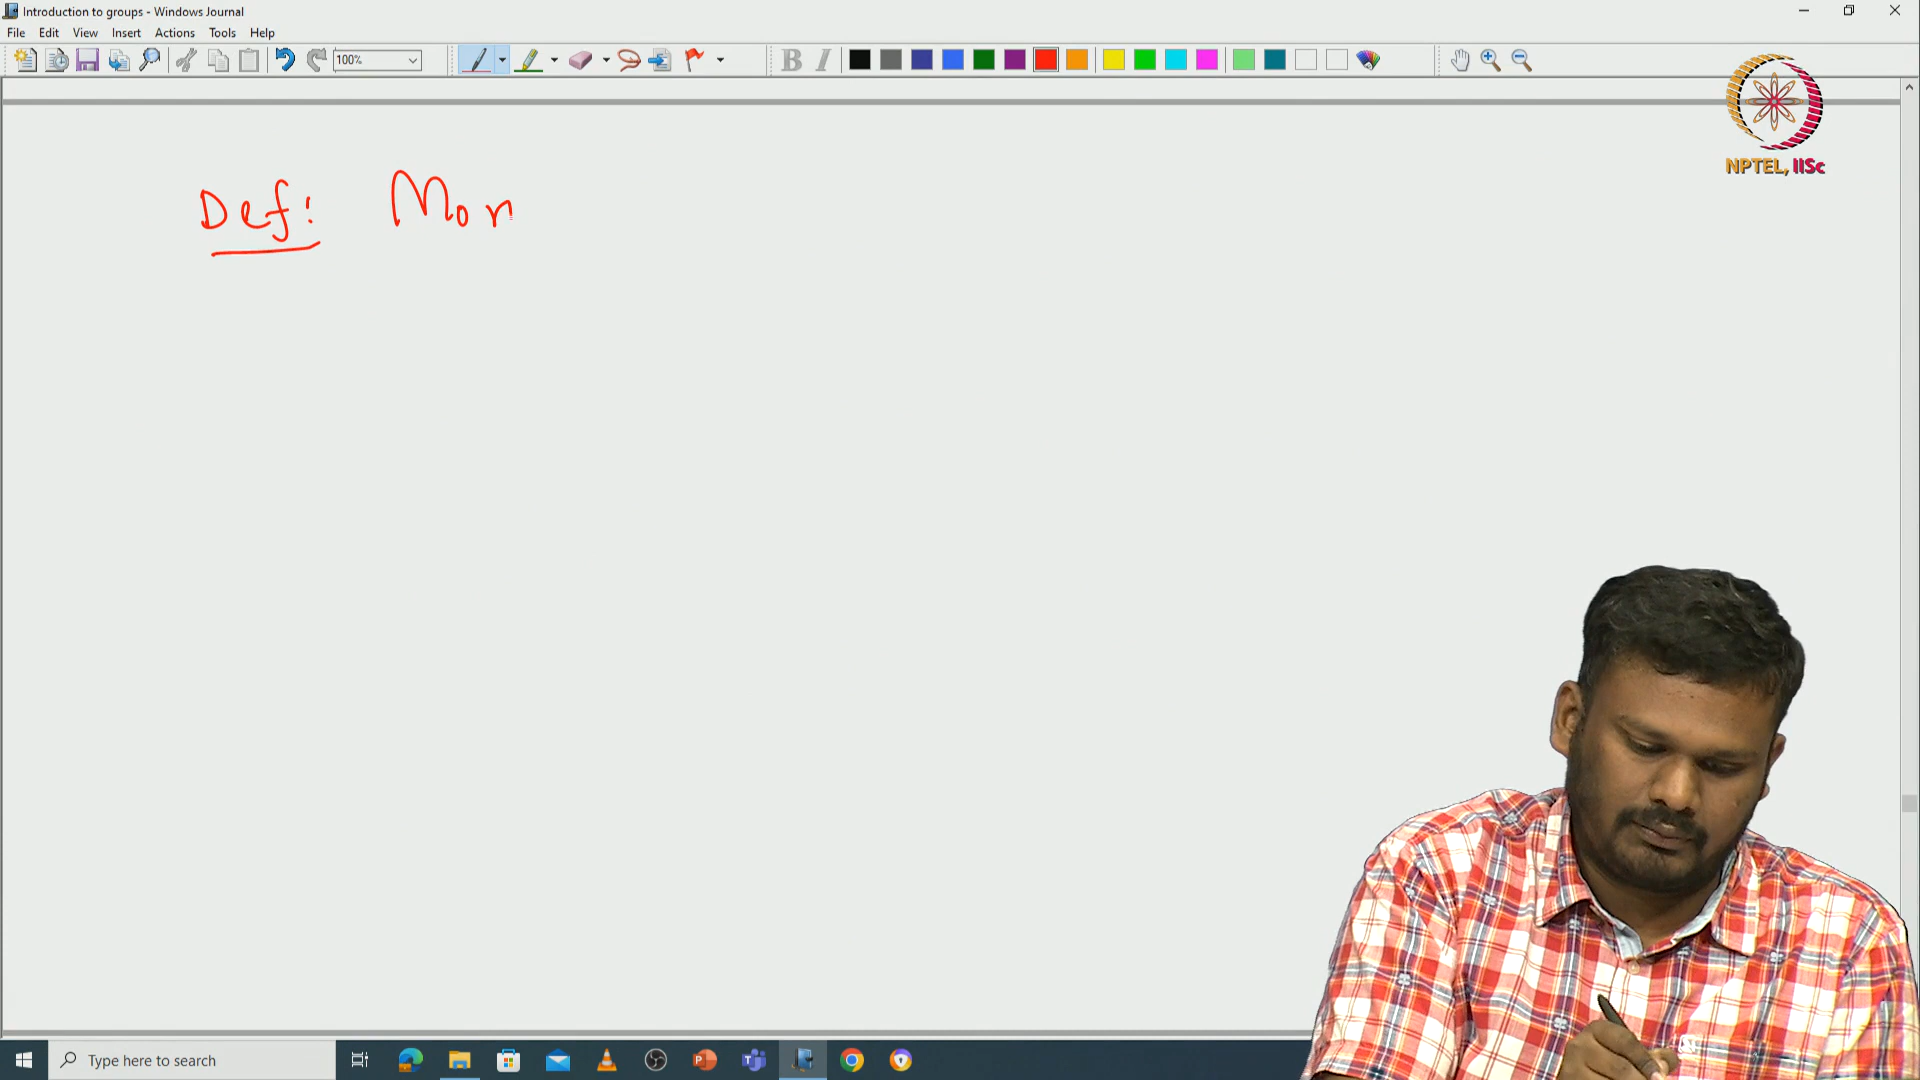 Introduction to groups - Windows Journal
File Edit View Insert Actions Tools Help
100%
B I
NPTEL, IISc
Def: Mon
Type here to search